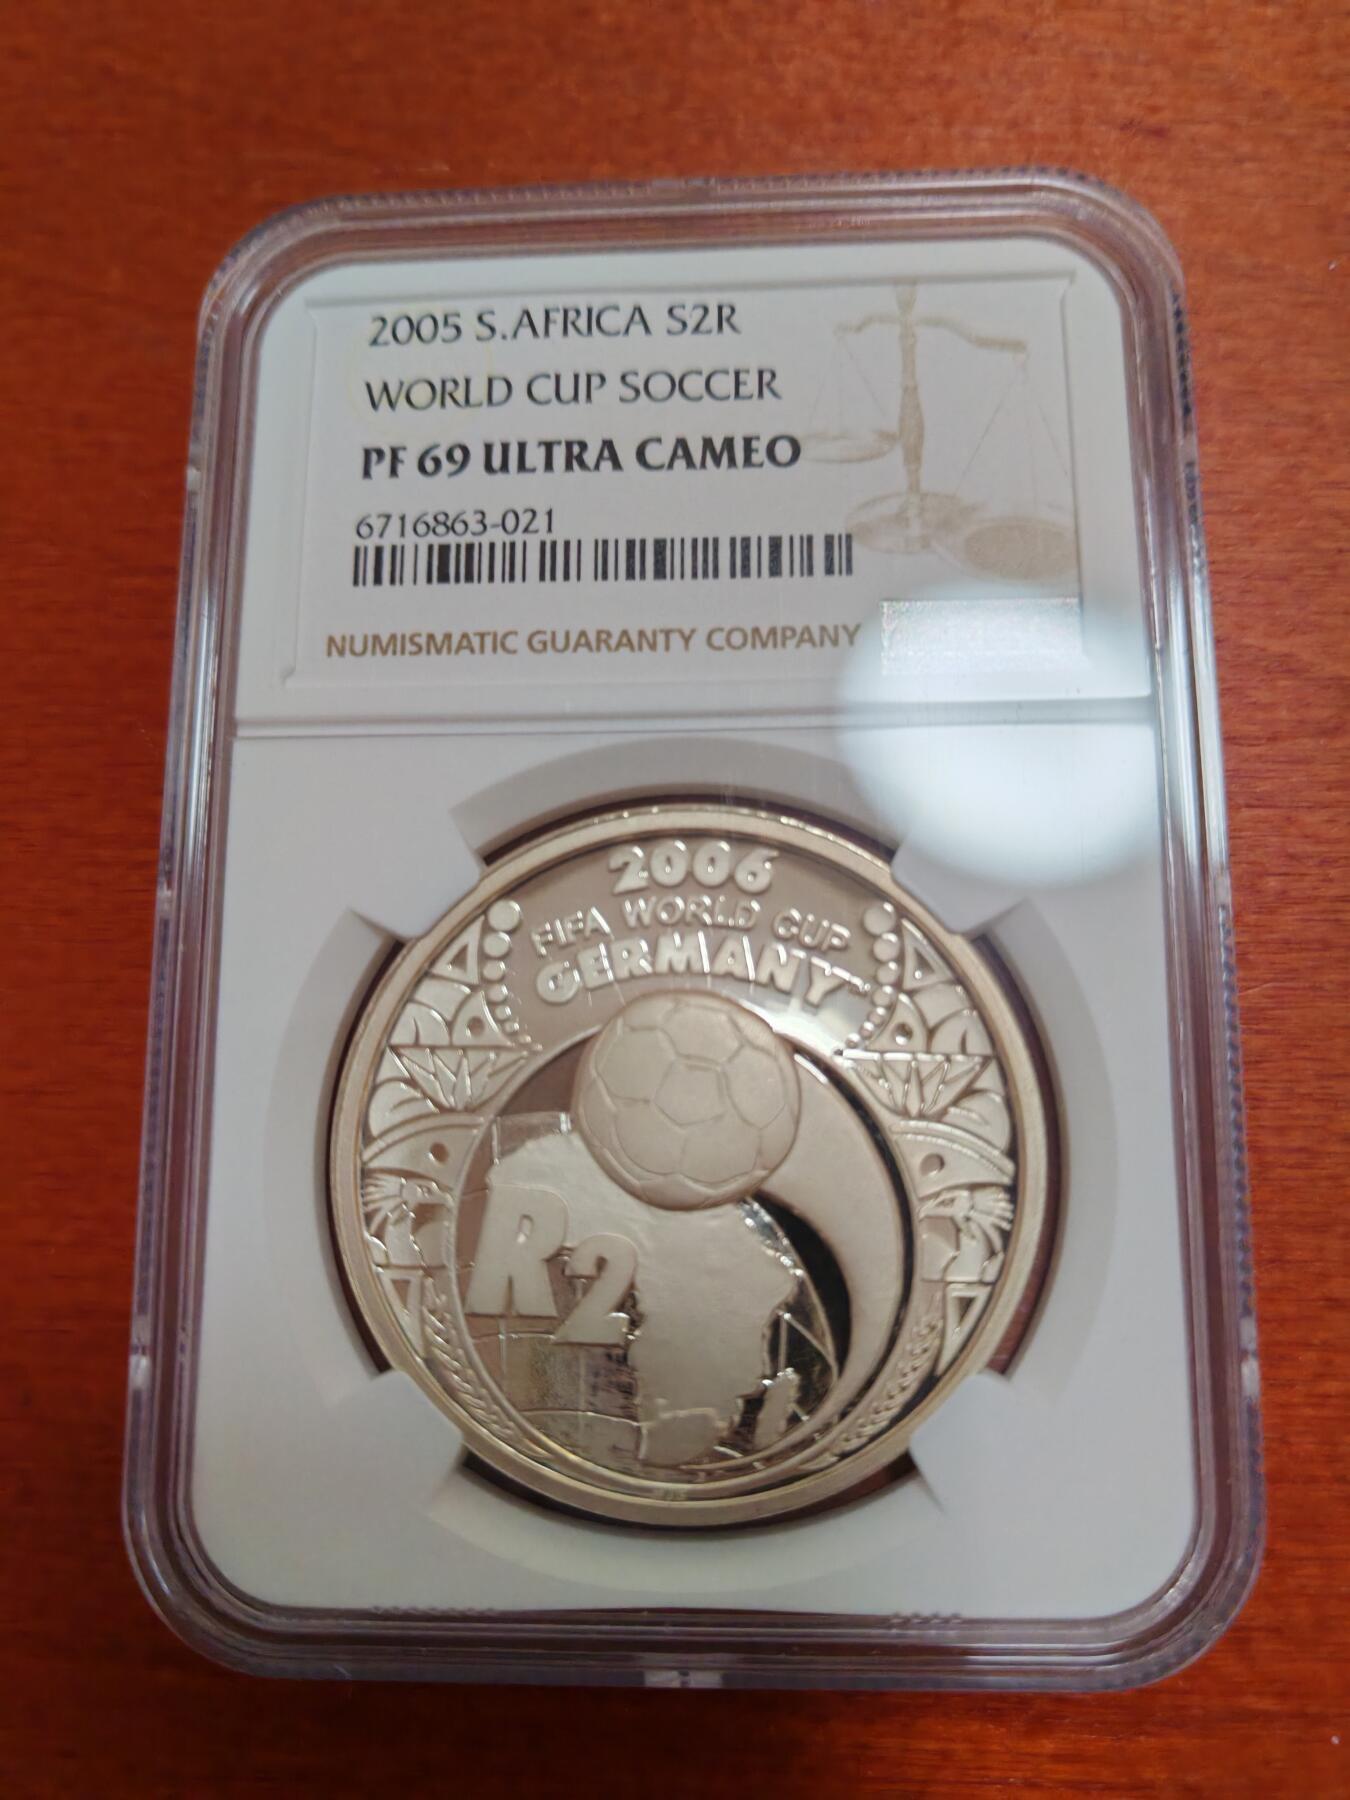 2005 S.AFRICA S2R
WORLD CUP SOCCER
PF 69 ULTRA CAMEO
6716863-021
NUMISMATIC GUARANTY COMPANY
2006
FIFA WORLD CUP
GERMANY™
R2